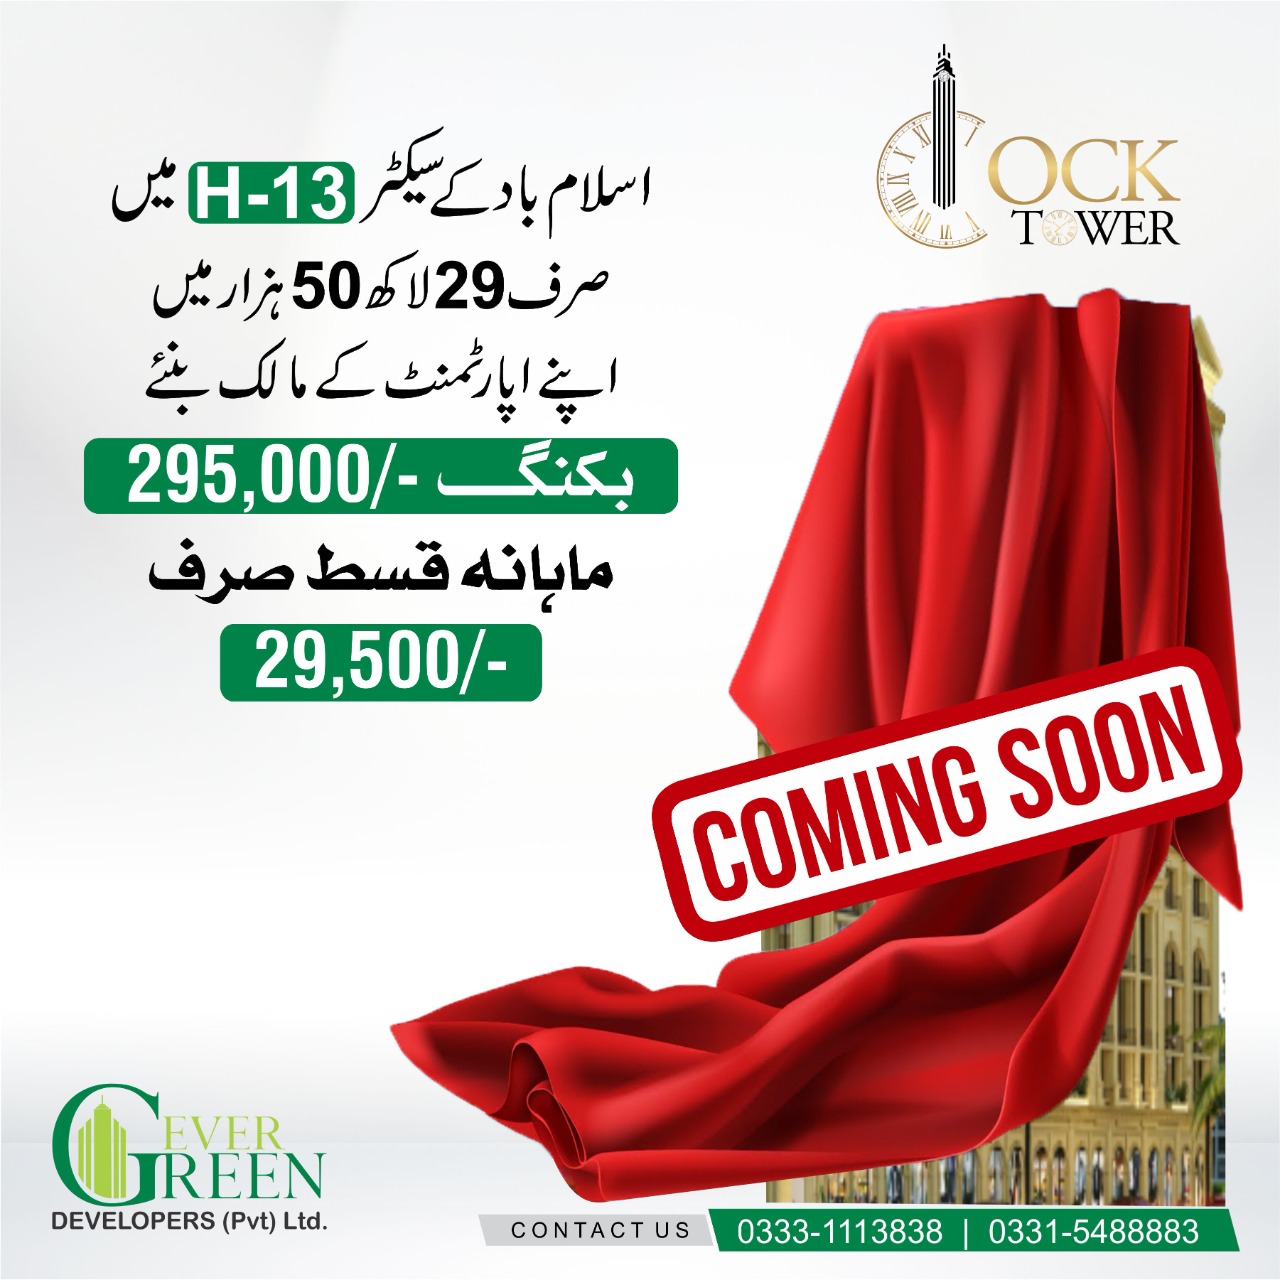 CLOCK
TOWER
اسلام باد کے سیکٹر H-13 میں
صرف 29 لاکھ 50 ہزار میں
اپنے اپارٹمنٹ کے مالک بنئے
بکنگ 295,000/-
ماہانہ قسط صرف
29,500/-
COMING SOON
EVER
GREEN
DEVELOPERS (Pvt) Ltd.
CONTACT US 0333-1113838 | 0331-5488883